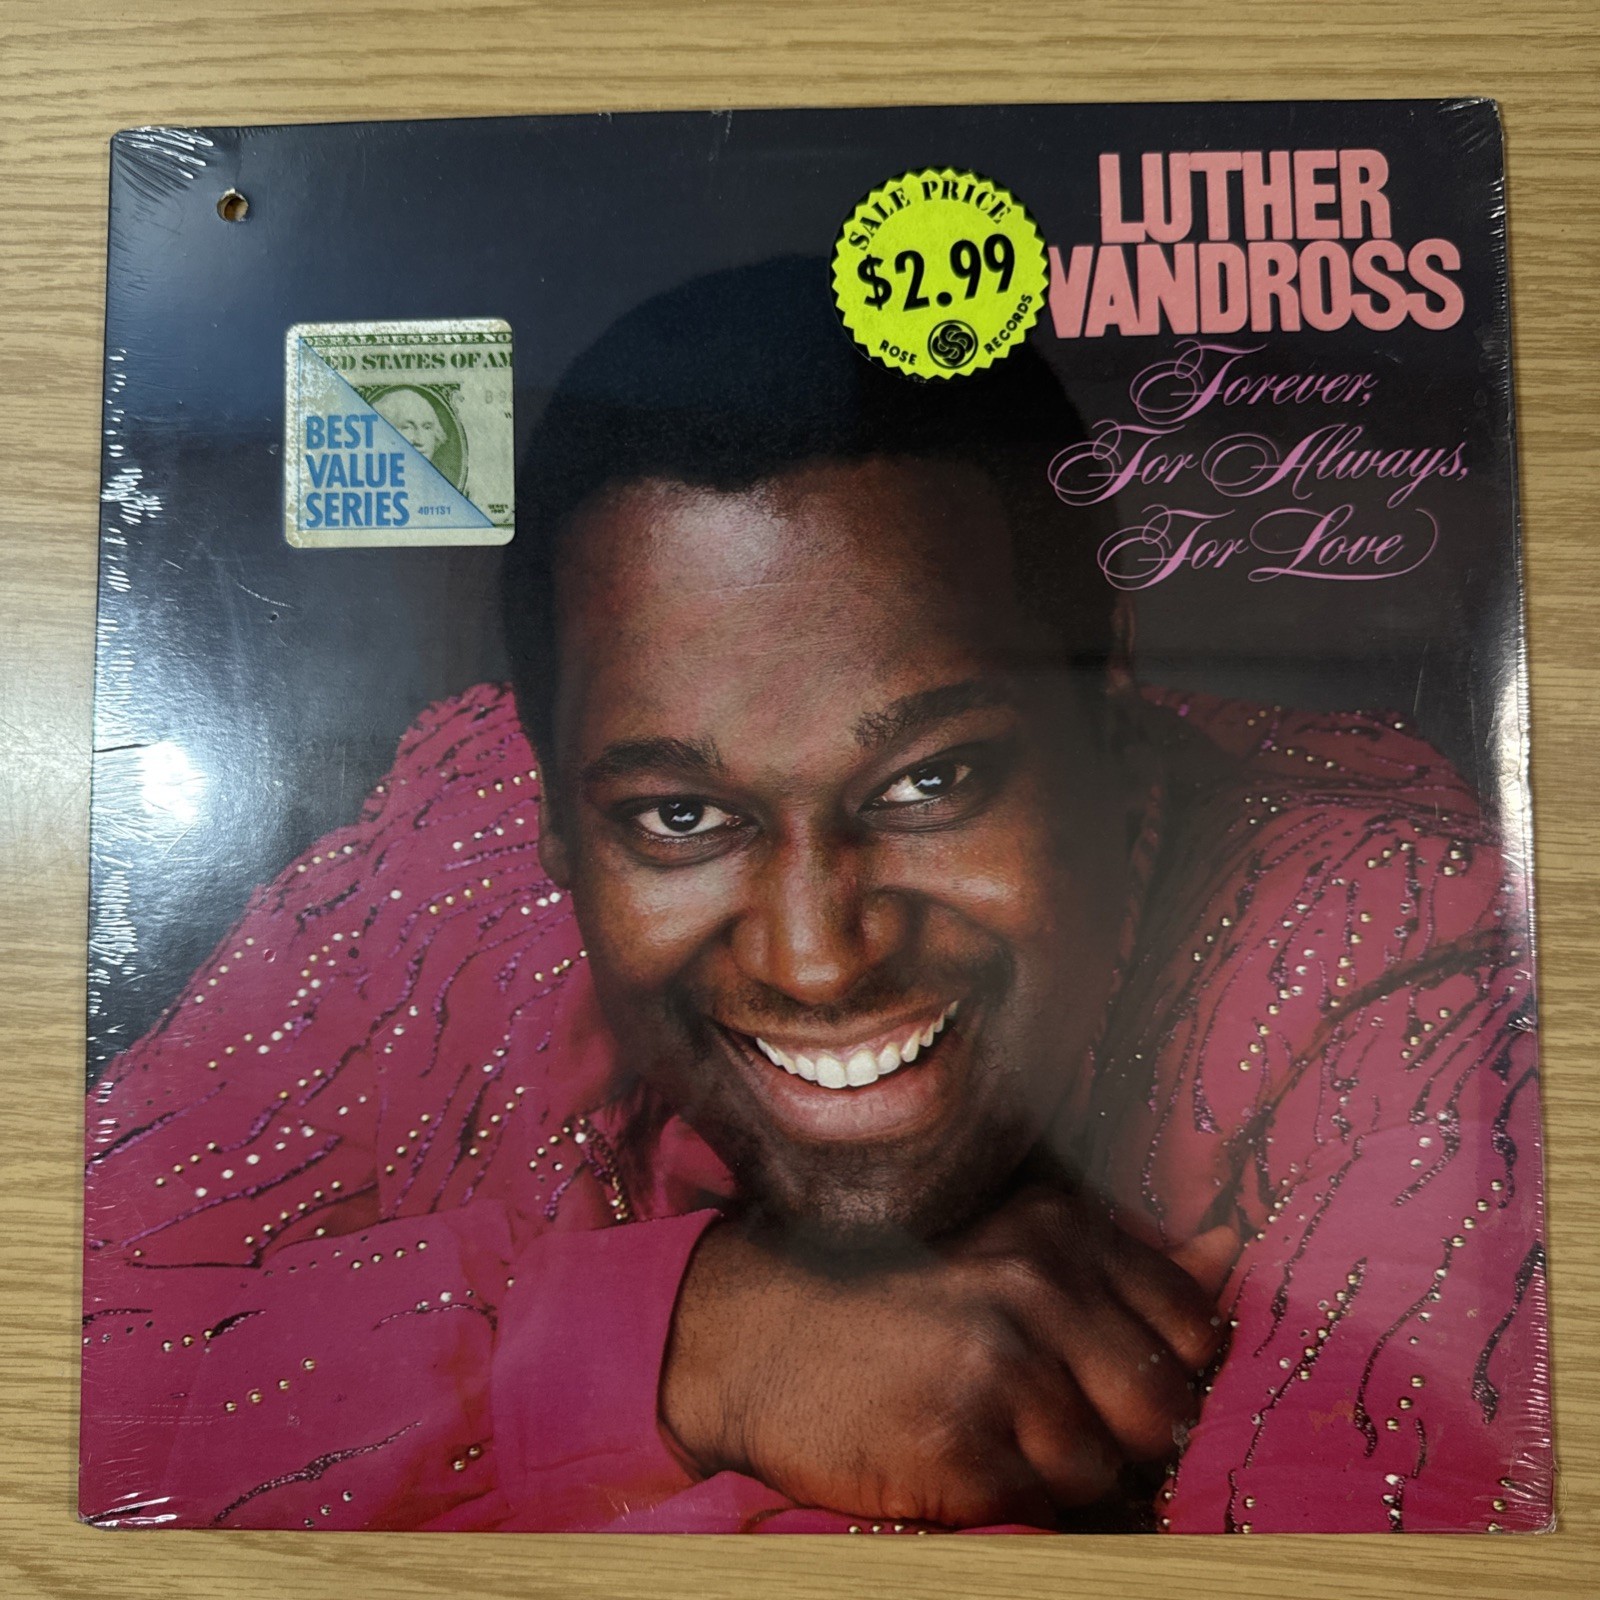 LUTHER
VANDROSS
Forever,
For Always,
For Love
SALE PRICE
$2.99
ROSE RECORDS
ED STATES OF AM
BEST
VALUE
SERIES
401131